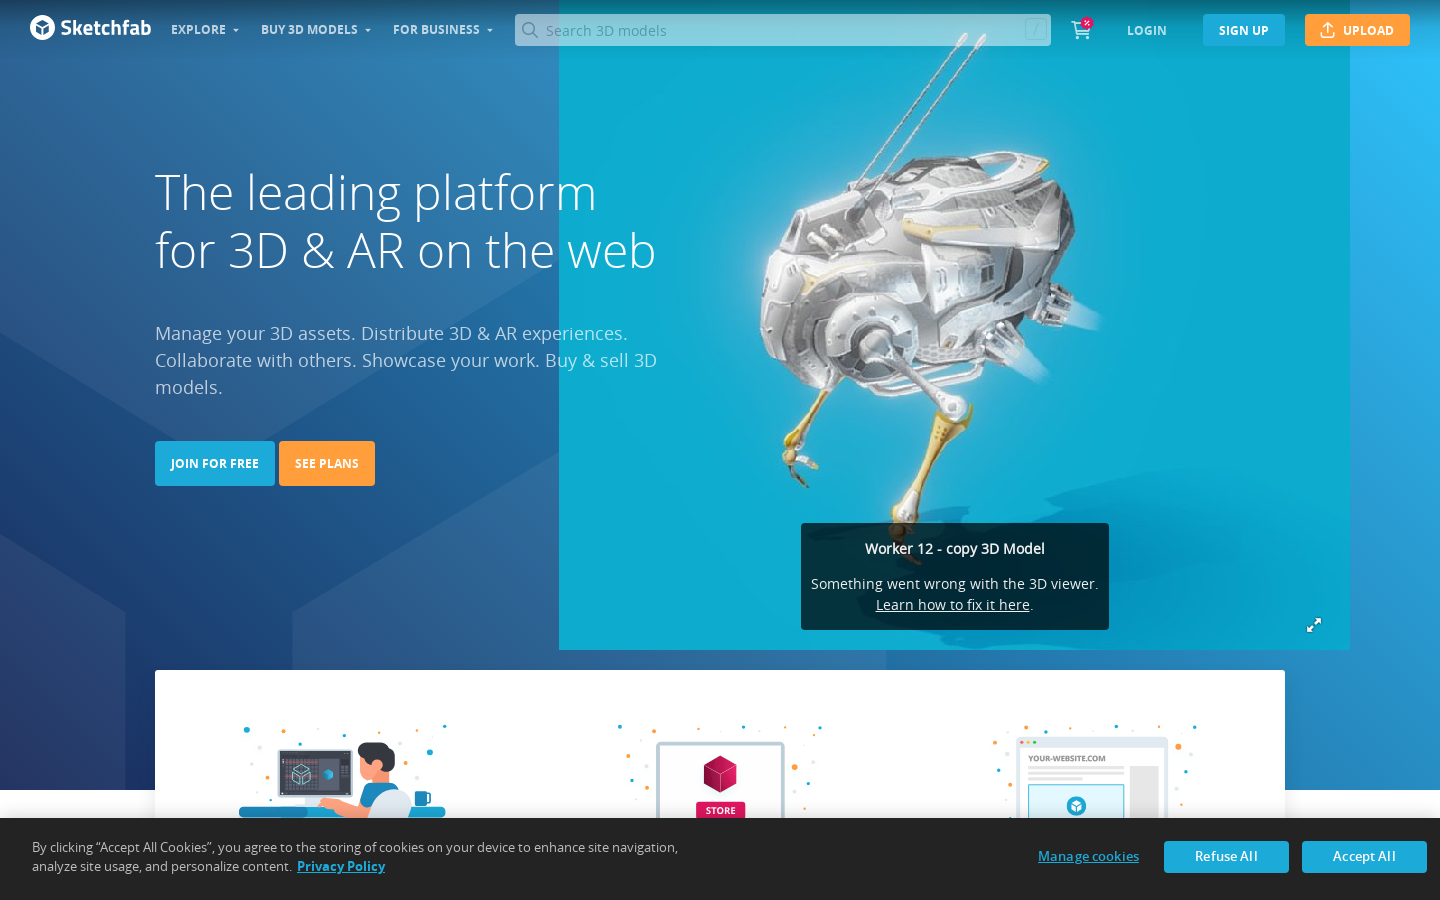 Sketchfab
EXPLORE
BUY 3D MODELS
FOR BUSINESS
Search 3D models
/
%
LOGIN
SIGN UP
UPLOAD
The leading platform
for 3D & AR on the web
Manage your 3D assets. Distribute 3D & AR experiences.
Collaborate with others. Showcase your work. Buy & sell 3D
models.
JOIN FOR FREE
SEE PLANS
Worker 12 - copy 3D Model
Something went wrong with the 3D viewer.
Learn how to fix it here.
YOUR-WEBSITE.COM
STORE
By clicking “Accept All Cookies”, you agree to the storing of cookies on your device to enhance site navigation,
analyze site usage, and personalize content. Privacy Policy
Manage cookies
Refuse All
Accept All